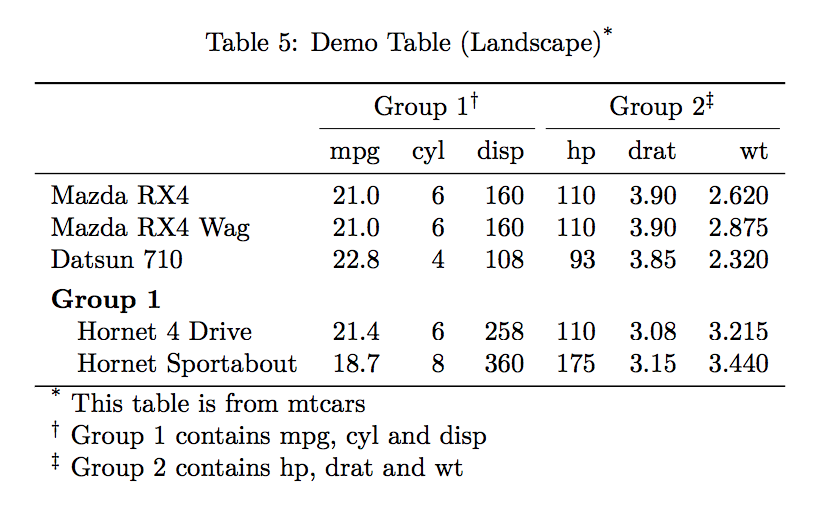 Table 5: Demo Table (Landscape)*
Group 1† Group 2‡
mpg cyl disp hp drat wt
Mazda RX4 21.0 6 160 110 3.90 2.620
Mazda RX4 Wag 21.0 6 160 110 3.90 2.875
Datsun 710 22.8 4 108 93 3.85 2.320
Group 1
Hornet 4 Drive 21.4 6 258 110 3.08 3.215
Hornet Sportabout 18.7 8 360 175 3.15 3.440
* This table is from mtcars
† Group 1 contains mpg, cyl and disp
‡ Group 2 contains hp, drat and wt